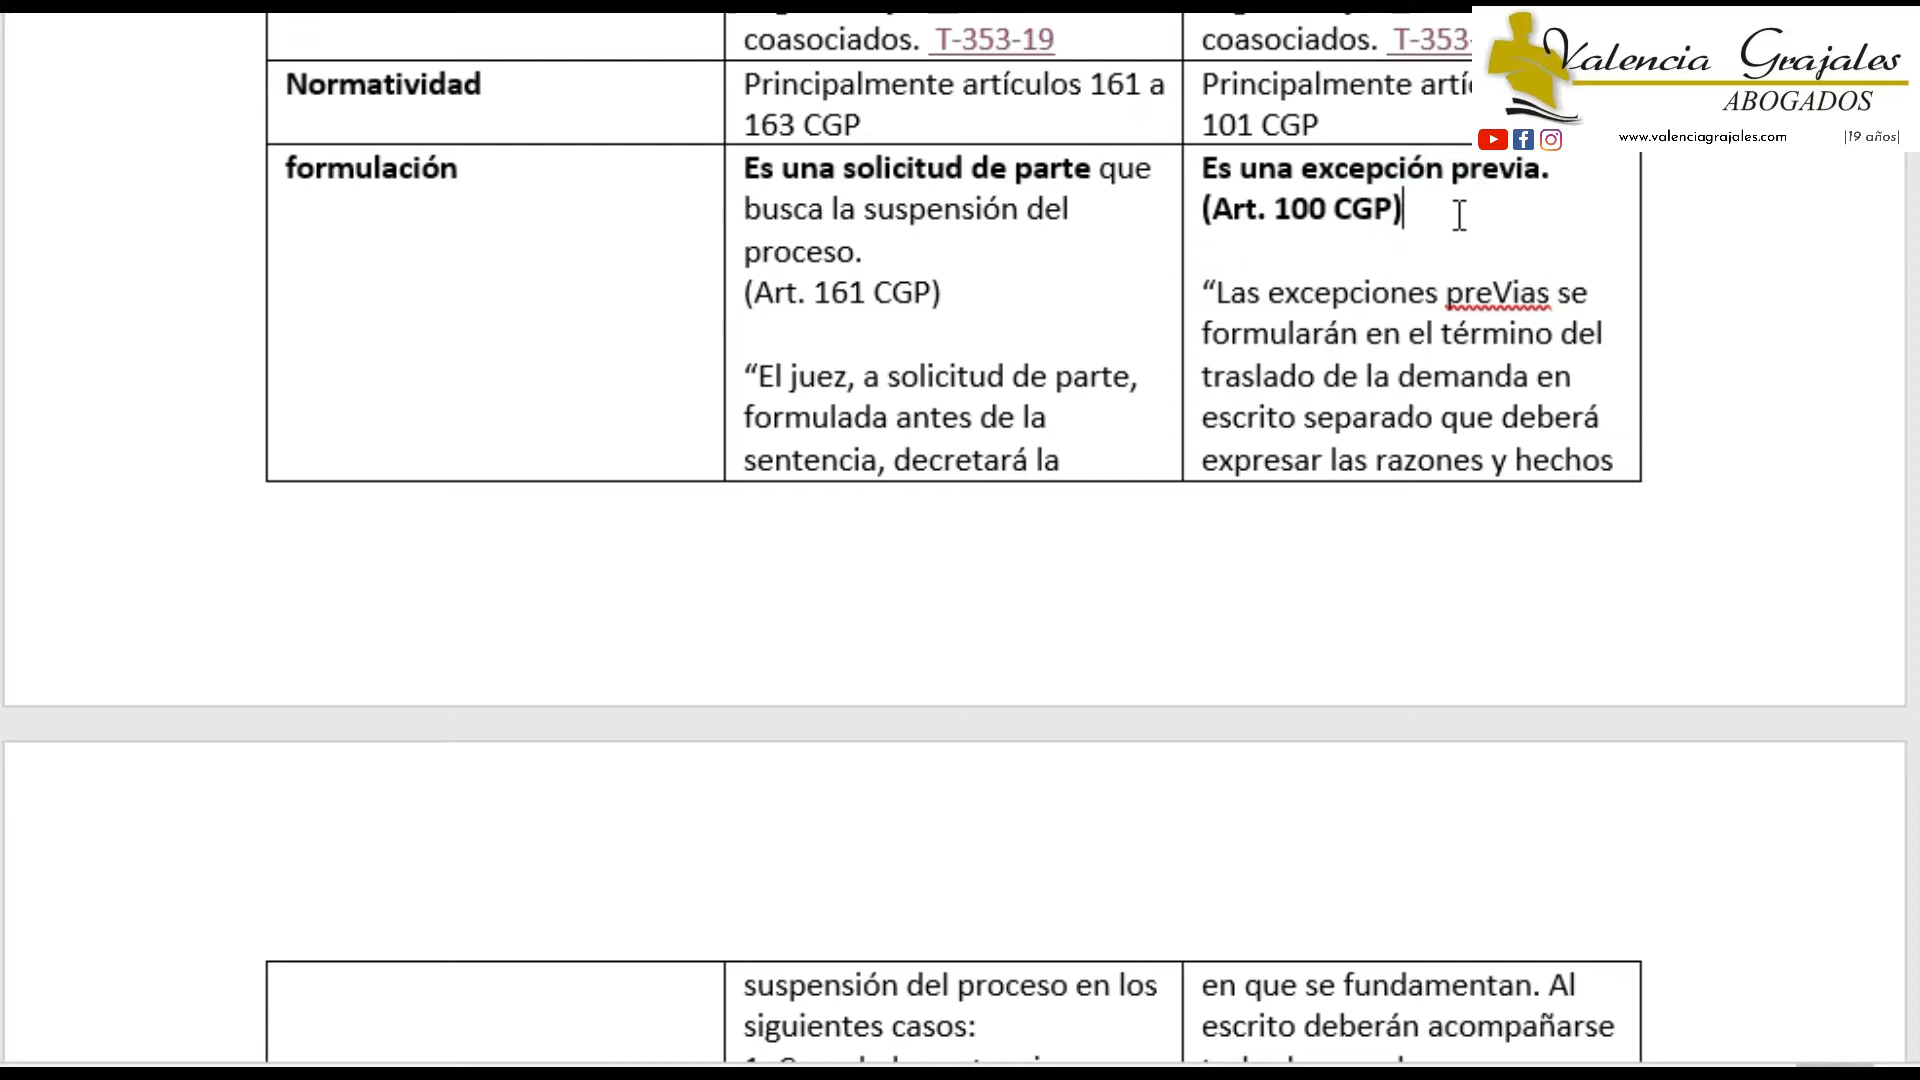 coasociados. T-353-19
coasociados. T-353-
Valencia Grajales
ABOGADOS
www.valenciagrajales.com
|19 años|
Normatividad
Principalmente artículos 161 a
163 CGP
Principalmente artí
101 CGP
formulación
Es una solicitud de parte que
busca la suspensión del
proceso.
(Art. 161 CGP)
“El juez, a solicitud de parte,
formulada antes de la
sentencia, decretará la
Es una excepción previa.
(Art. 100 CGP)
“Las excepciones preVias se
formularán en el término del
traslado de la demanda en
escrito separado que deberá
expresar las razones y hechos
suspensión del proceso en los
siguientes casos:
en que se fundamentan. Al
escrito deberán acompañarse